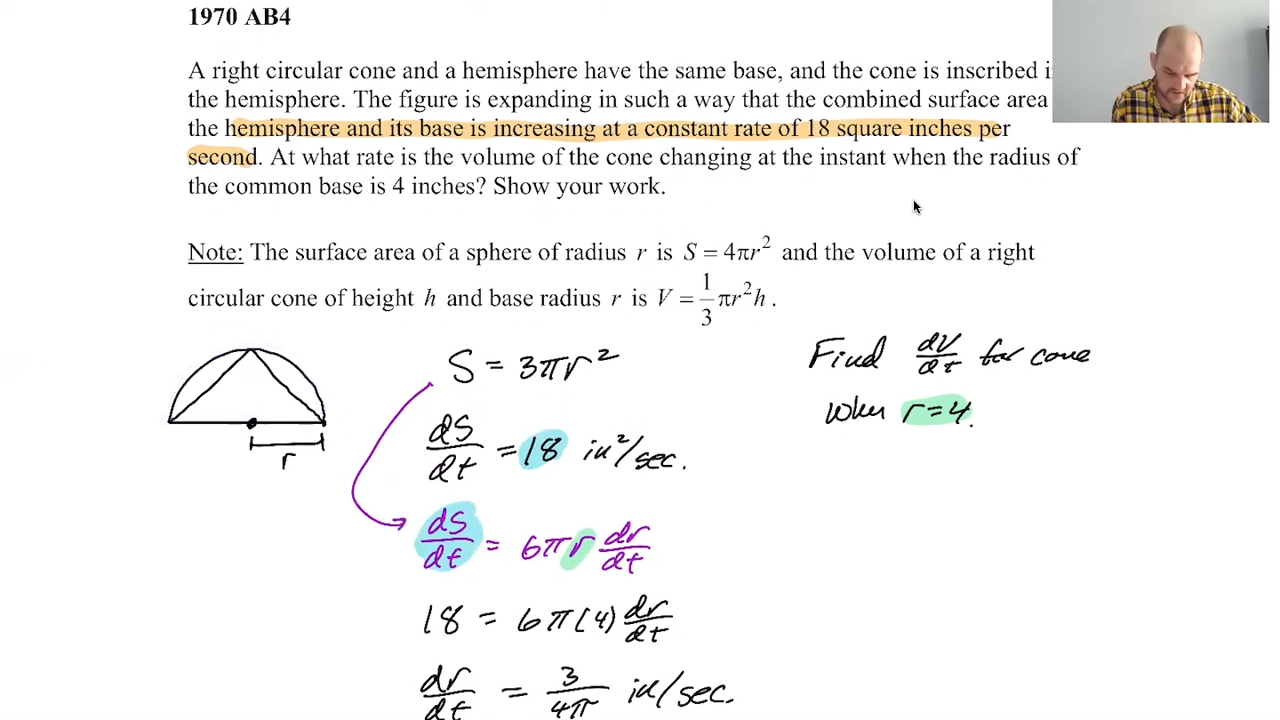 1970 AB4
A right circular cone and a hemisphere have the same base, and the cone is inscribed i
the hemisphere. The figure is expanding in such a way that the combined surface area
the hemisphere and its base is increasing at a constant rate of 18 square inches per
second. At what rate is the volume of the cone changing at the instant when the radius of
the common base is 4 inches? Show your work.
Note: The surface area of a sphere of radius r is S = 4πr² and the volume of a right
circular cone of height h and base radius r is V = 1/3 πr²h.
r
S = 3πr²
dS/dt = 18 in²/sec.
dS/dt = 6πr dr/dt
18 = 6π(4) dr/dt
dr/dt = 3/4π in/sec.
Find dV/dt for cone
when r=4.